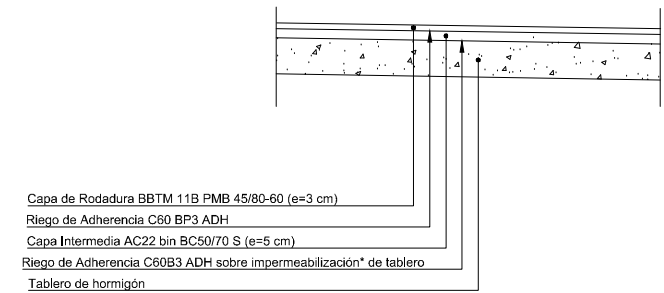 Capa de Rodadura BBTM 11B PMB 45/80-60 (e=3 cm)
Riego de Adherencia C60 BP3 ADH
Capa Intermedia AC22 bin BC50/70 S (e=5 cm)
Riego de Adherencia C60B3 ADH sobre impermeabilización* de tablero
Tablero de hormigón